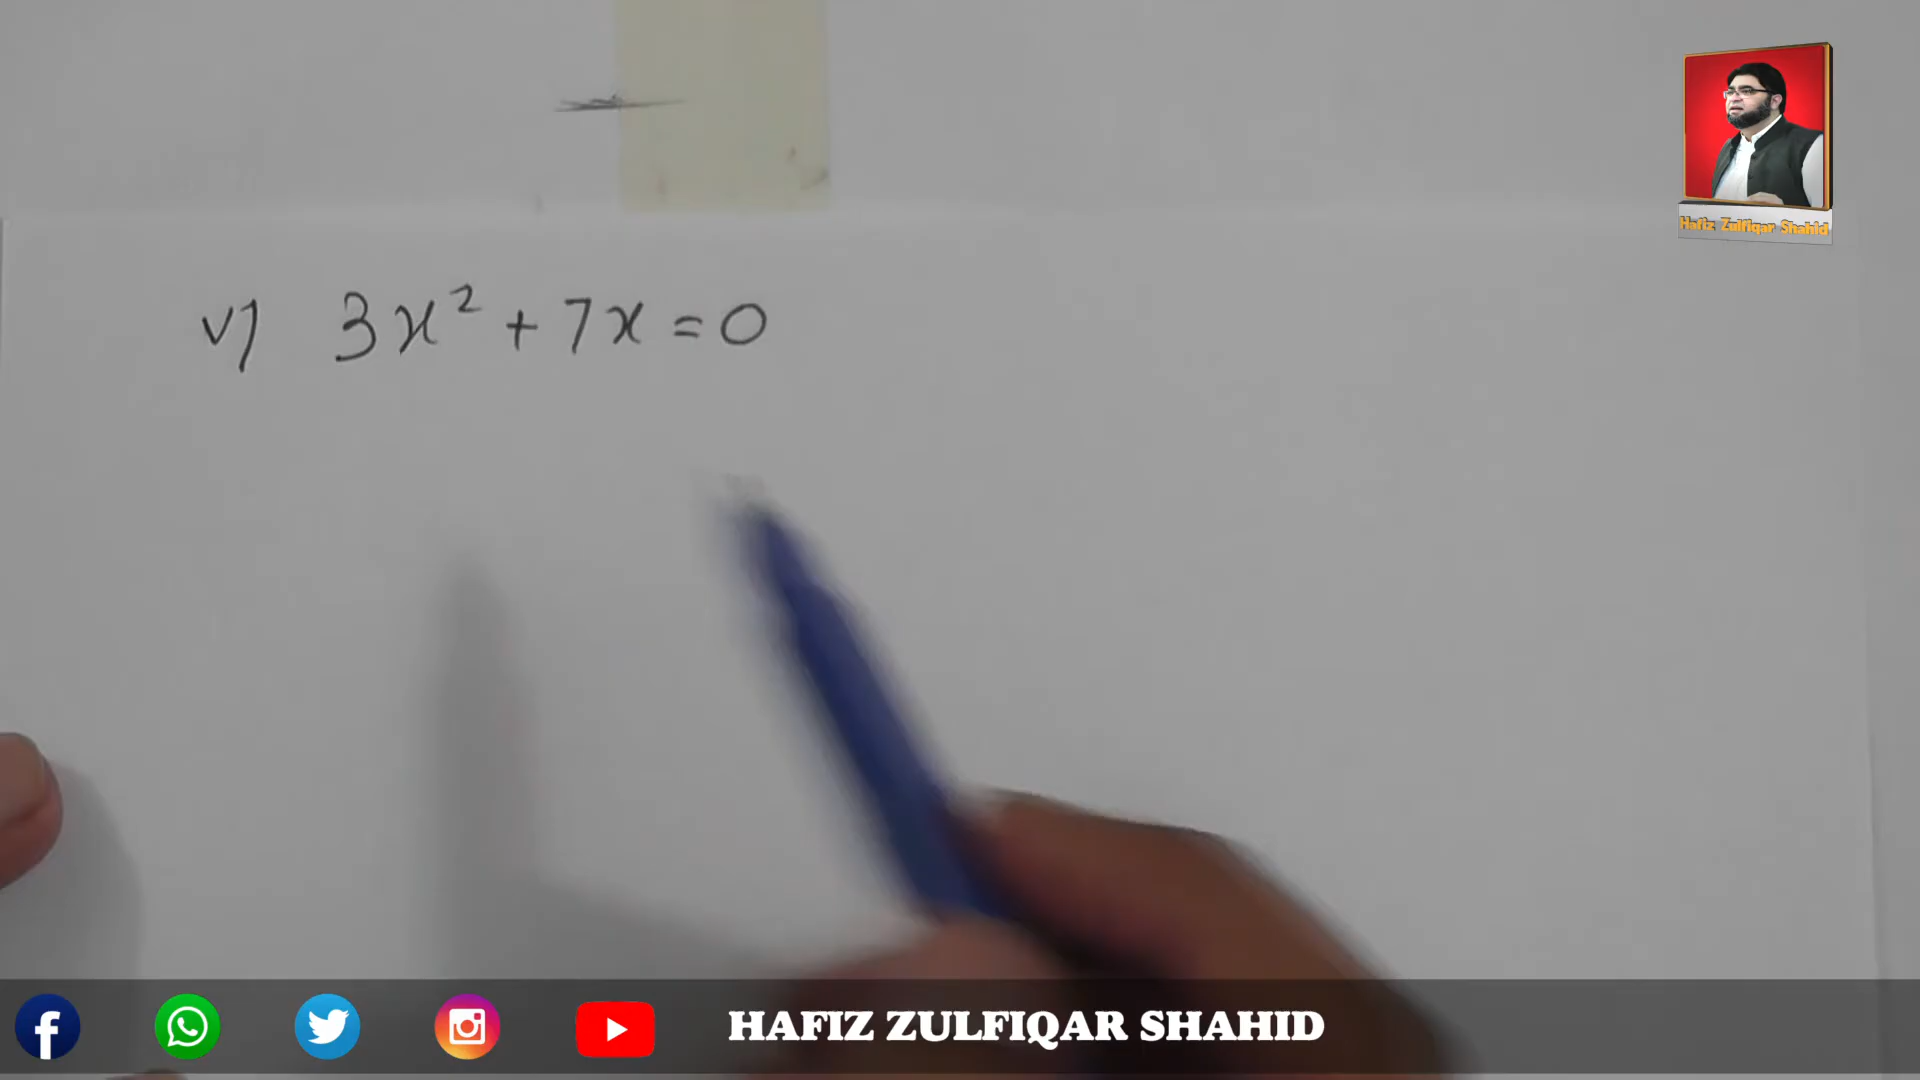 Hafiz Zulfiqar Shahid
v) 3x² + 7x = 0
HAFIZ ZULFIQAR SHAHID